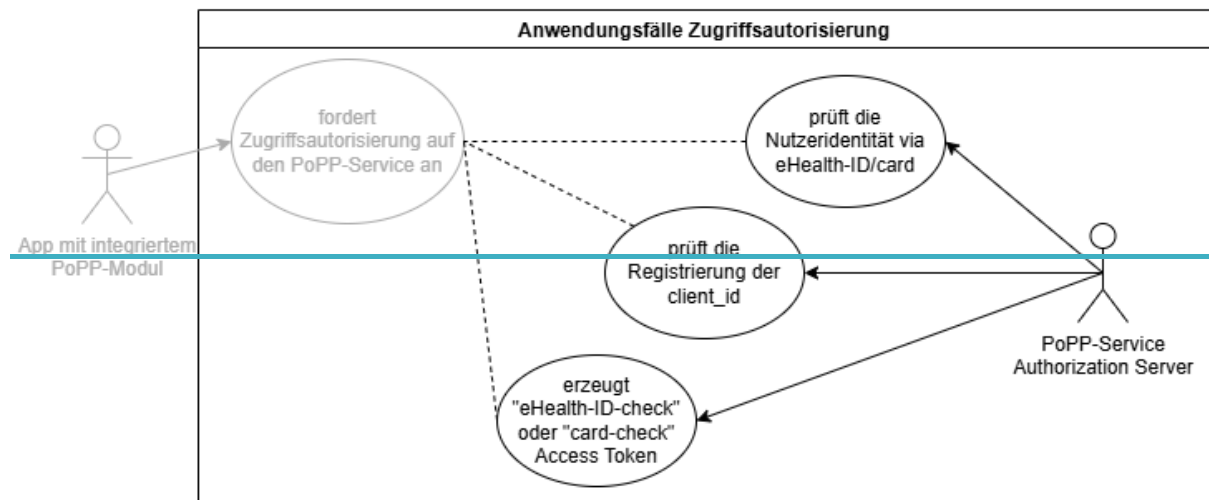 Anwendungsfälle Zugriffsautorisierung
fordert
Zugriffsautorisierung auf
den PoPP-Service an
prüft die
Nutzeridentität via
eHealth-ID/card
App mit integriertem
PoPP-Modul
prüft die
Registrierung der
client_id
PoPP-Service
Authorization Server
erzeugt
"eHealth-ID-check"
oder "card-check"
Access Token